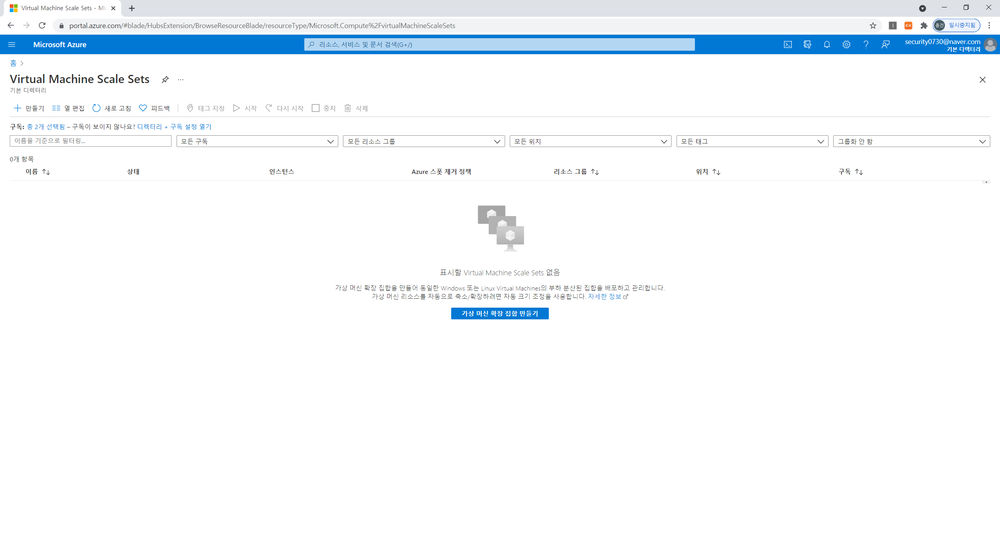 Virtual Machine Scale Sets - Mic
portal.azure.com/#blade/HubsExtension/BrowseResourceBlade/resourceType/Microsoft.Compute%2FvirtualMachineScaleSets
EX
충건 일시중지됨
Microsoft Azure
리소스, 서비스 및 문서 검색(G+/)
security0730@naver.com
기본 디렉터리
홈
Virtual Machine Scale Sets
기본 디렉터리
만들기 열 편집 새로 고침 피드백 태그 지정 시작 다시 시작 중지 삭제
구독: 총 2개 선택됨 – 구독이 보이지 않나요? 디렉터리 + 구독 설정 열기
이름을 기준으로 필터링... 모든 구독 모든 리소스 그룹 모든 위치 모든 태그 그룹화 안 함
0개 항목
이름 상태 인스턴스 Azure 스폿 제거 정책 리소스 그룹 위치 구독
표시할 Virtual Machine Scale Sets 없음
가상 머신 확장 집합을 만들어 동일한 Windows 또는 Linux Virtual Machines의 부하 분산된 집합을 배포하고 관리합니다.
가상 머신 리소스를 자동으로 축소/확장하려면 자동 크기 조정을 사용합니다. 자세한 정보
가상 머신 확장 집합 만들기